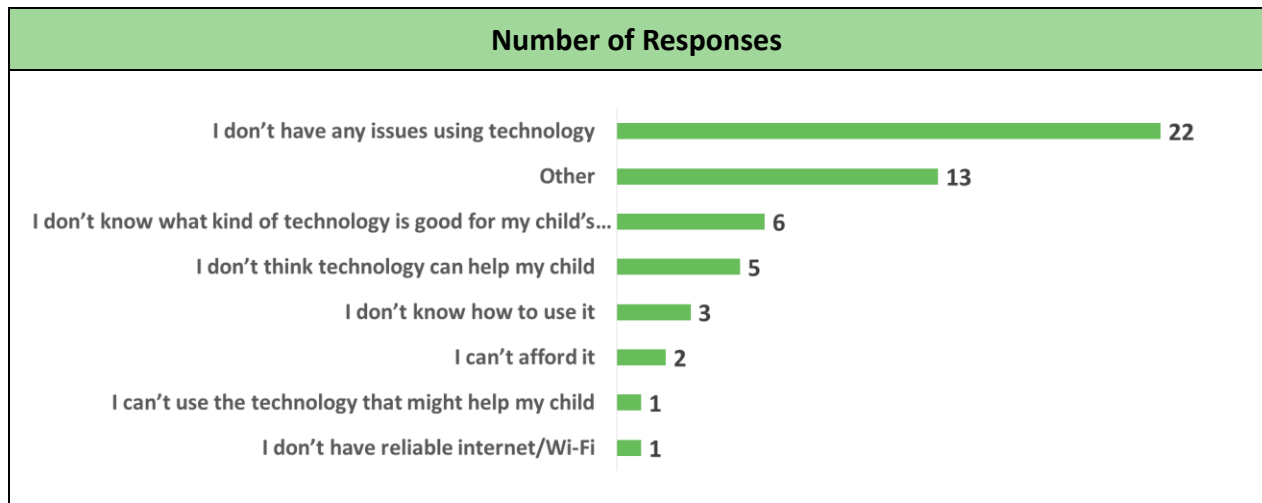 Number of Responses
I don’t have any issues using technology 22
Other 13
I don’t know what kind of technology is good for my child’s... 6
I don’t think technology can help my child 5
I don’t know how to use it 3
I can’t afford it 2
I can’t use the technology that might help my child 1
I don’t have reliable internet/Wi-Fi 1